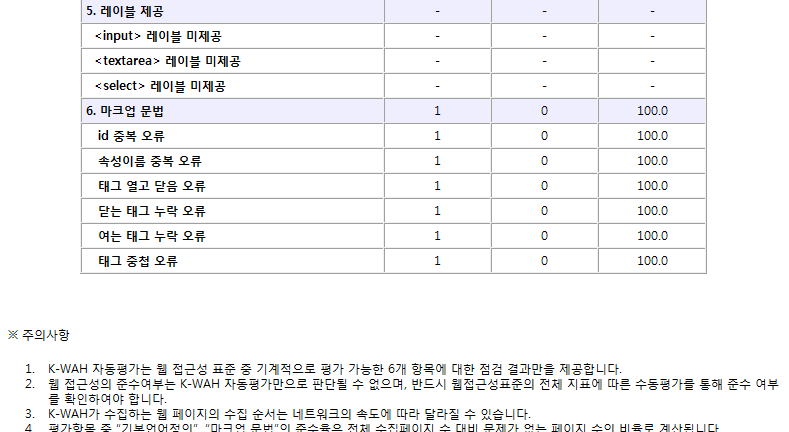 5. 레이블 제공 - - -
<input> 레이블 미제공 - - -
<textarea> 레이블 미제공 - - -
<select> 레이블 미제공 - - -
6. 마크업 문법 1 0 100.0
id 중복 오류 1 0 100.0
속성이름 중복 오류 1 0 100.0
태그 열고 닫음 오류 1 0 100.0
닫는 태그 누락 오류 1 0 100.0
여는 태그 누락 오류 1 0 100.0
태그 중첩 오류 1 0 100.0
※ 주의사항
1. K-WAH 자동평가는 웹 접근성 표준 중 기계적으로 평가 가능한 6개 항목에 대한 점검 결과만을 제공합니다.
2. 웹 접근성의 준수여부는 K-WAH 자동평가만으로 판단될 수 없으며, 반드시 웹접근성표준의 전체 지표에 따른 수동평가를 통해 준수 여부
를 확인하여야 합니다.
3. K-WAH가 수집하는 웹 페이지의 수집 순서는 네트워크의 속도에 따라 달라질 수 있습니다.
4. 평가항목 중 "기본언어정의", "마크업 문법"의 준수율은 전체 수집페이지 수 대비 문제가 없는 페이지 수의 비율로 계산됩니다